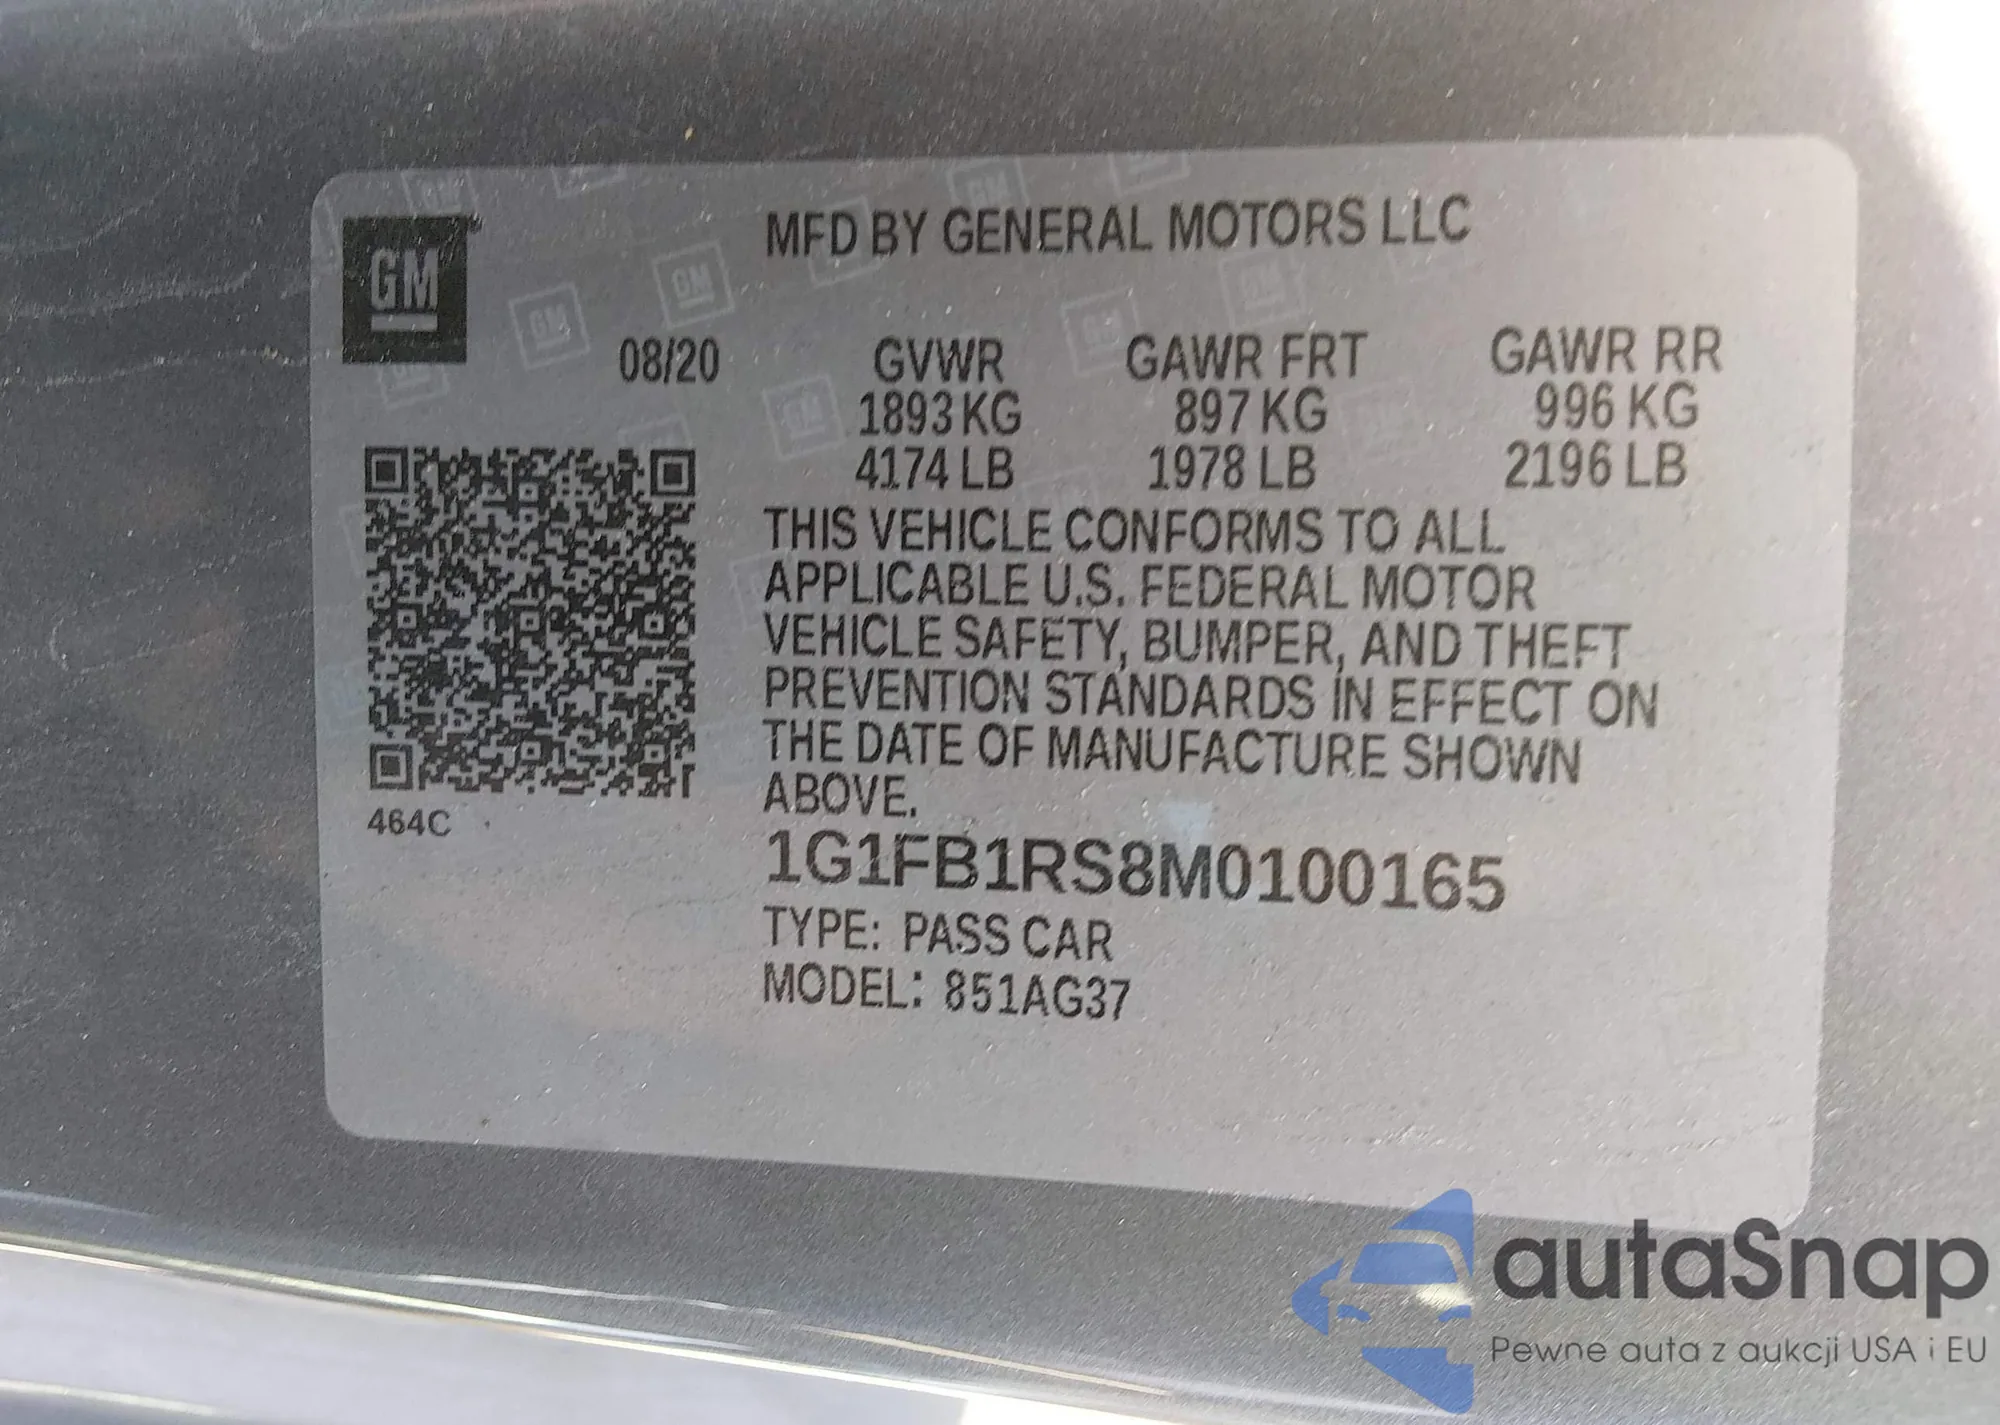 GM
MFD BY GENERAL MOTORS LLC
08/20 GVWR GAWR FRT GAWR RR
1893 KG 897 KG 996 KG
4174 LB 1978 LB 2196 LB
THIS VEHICLE CONFORMS TO ALL
APPLICABLE U.S. FEDERAL MOTOR
VEHICLE SAFETY, BUMPER, AND THEFT
PREVENTION STANDARDS IN EFFECT ON
THE DATE OF MANUFACTURE SHOWN
ABOVE.
464C
1G1FB1RS8M0100165
TYPE: PASS CAR
MODEL: 851AG37
autaSnap
Pewne auta z aukcji USA i EU